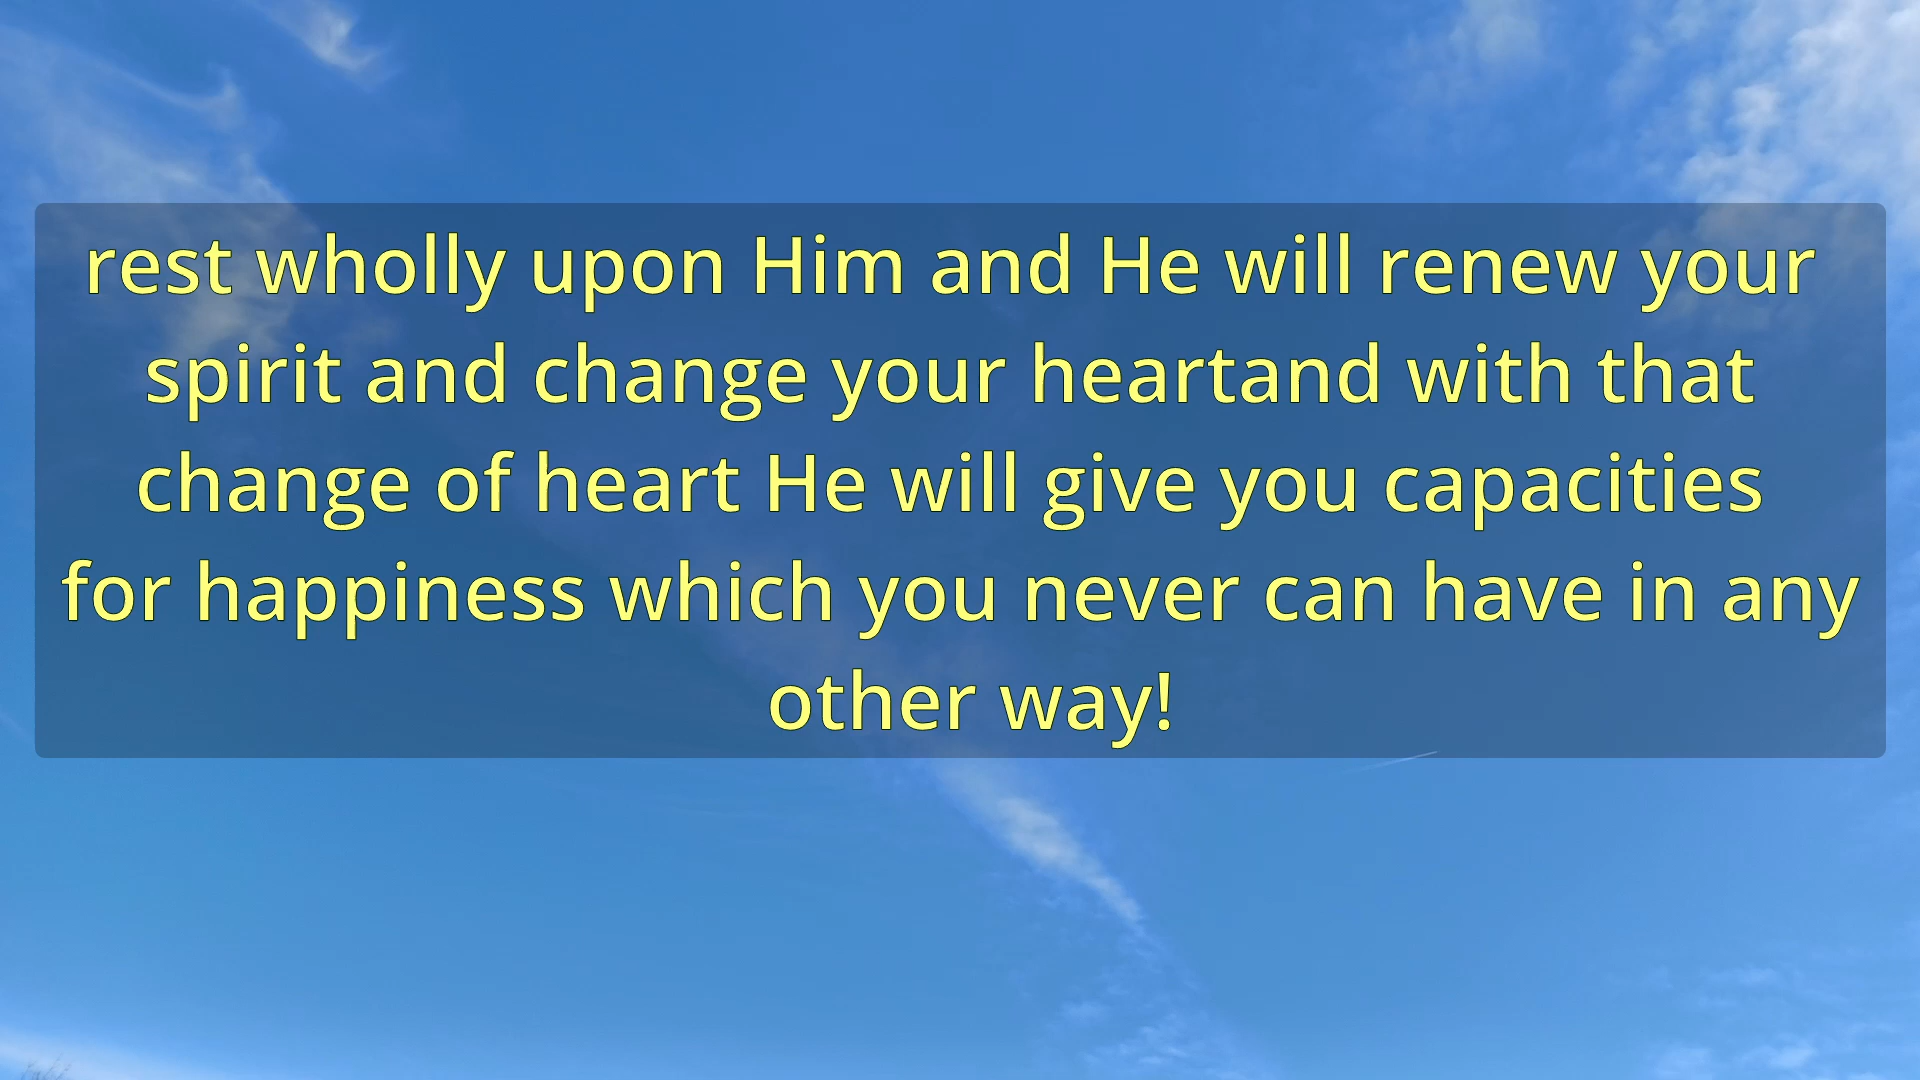 rest wholly upon Him and He will renew your
spirit and change your heartand with that
change of heart He will give you capacities
for happiness which you never can have in any
other way!